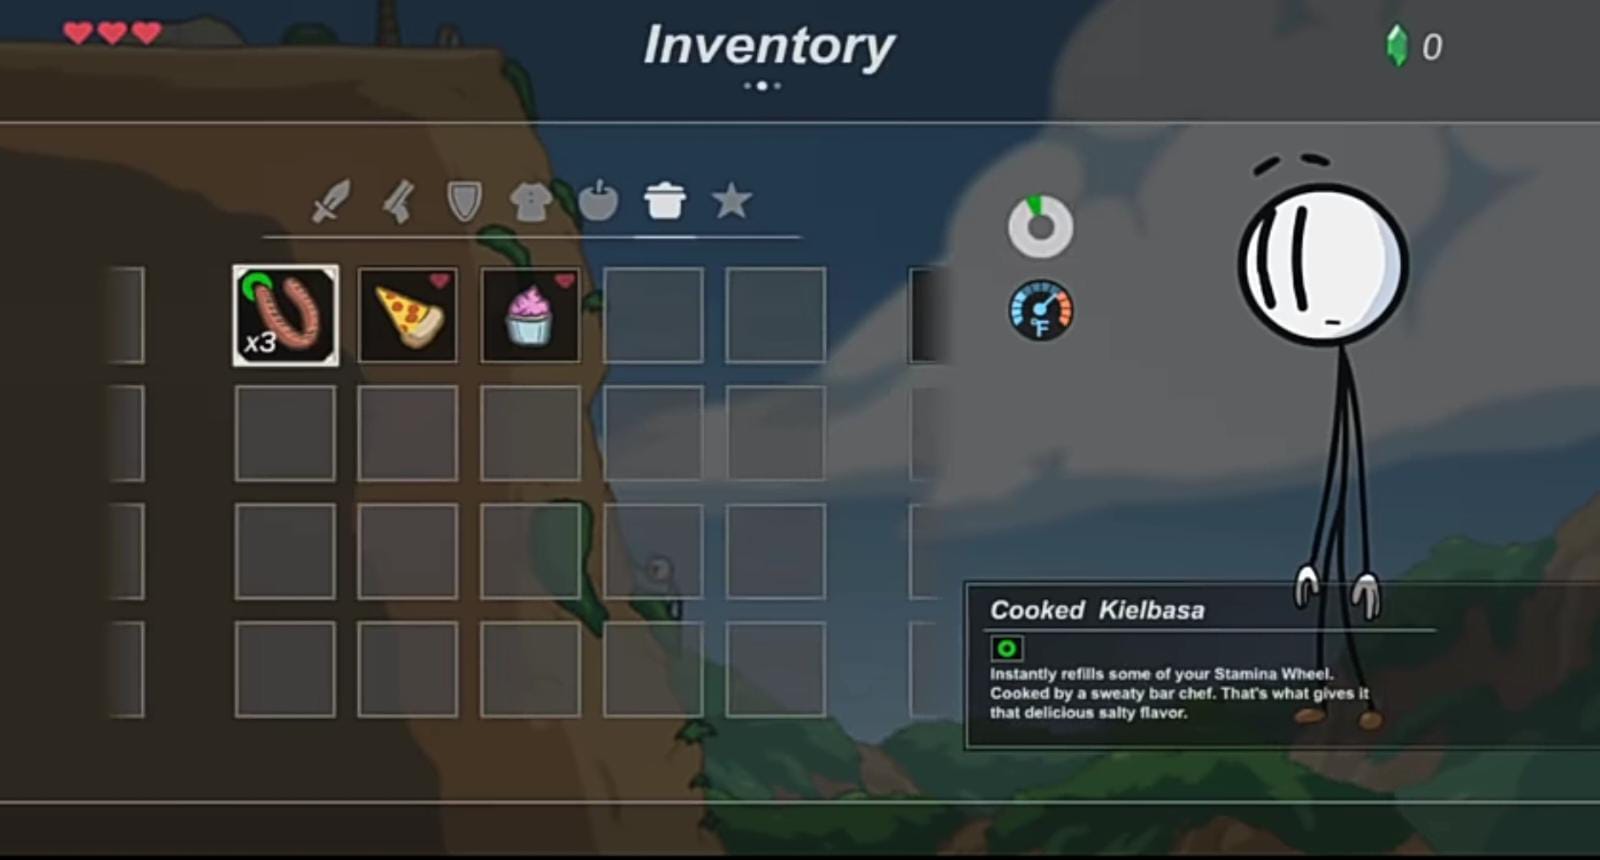 Inventory
0
x3
°F
Cooked Kielbasa
Instantly refills some of your Stamina Wheel.
Cooked by a sweaty bar chef. That's what gives it
that delicious salty flavor.